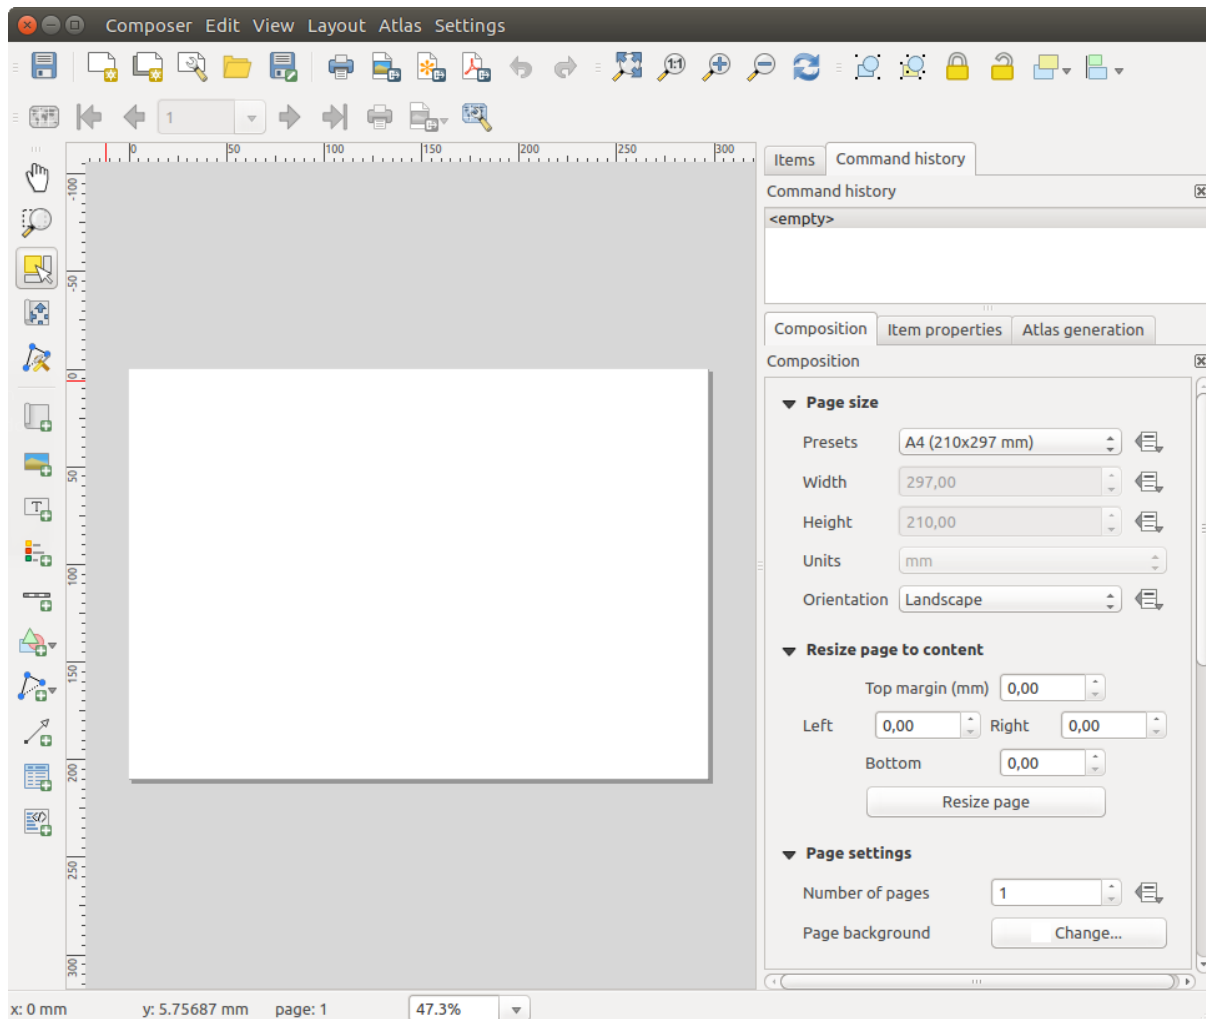 Composer Edit View Layout Atlas Settings
1:1
1
0 50 100 150 200 250 300
-100
-50
0
50
100
150
200
250
300
T
Items Command history
Command history
<empty>
Composition Item properties Atlas generation
Composition
Page size
Presets A4 (210x297 mm)
Width 297,00
Height 210,00
Units mm
Orientation Landscape
Resize page to content
Top margin (mm) 0,00
Left 0,00 Right 0,00
Bottom 0,00
Resize page
Page settings
Number of pages 1
Page background Change...
x: 0 mm y: 5.75687 mm page: 1 47.3%